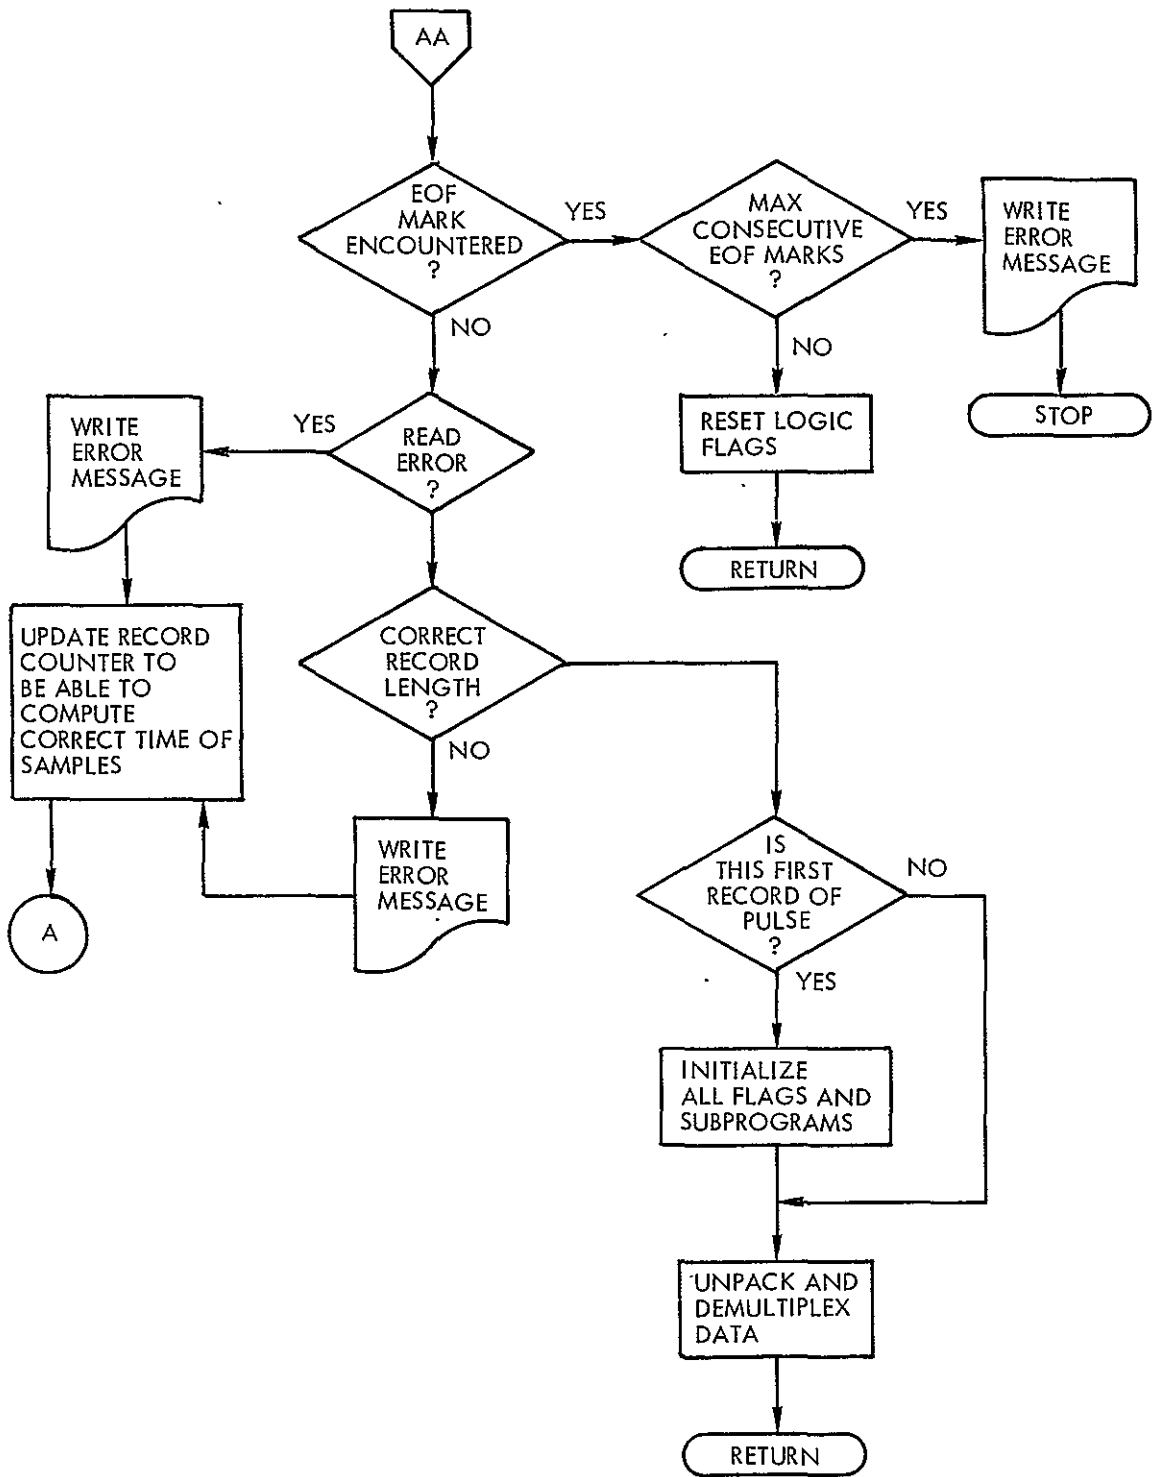 AA
EOF
MARK
ENCOUNTERED
?
YES
MAX
CONSECUTIVE
EOF MARKS
?
YES
WRITE
ERROR
MESSAGE
NO
NO
STOP
RESET LOGIC
FLAGS
RETURN
READ
ERROR
?
YES
WRITE
ERROR
MESSAGE
UPDATE RECORD
COUNTER TO
BE ABLE TO
COMPUTE
CORRECT TIME OF
SAMPLES
A
CORRECT
RECORD
LENGTH
?
NO
WRITE
ERROR
MESSAGE
IS
THIS FIRST
RECORD OF
PULSE
?
NO
YES
INITIALIZE
ALL FLAGS AND
SUBPROGRAMS
UNPACK AND
DEMULTIPLEX
DATA
RETURN